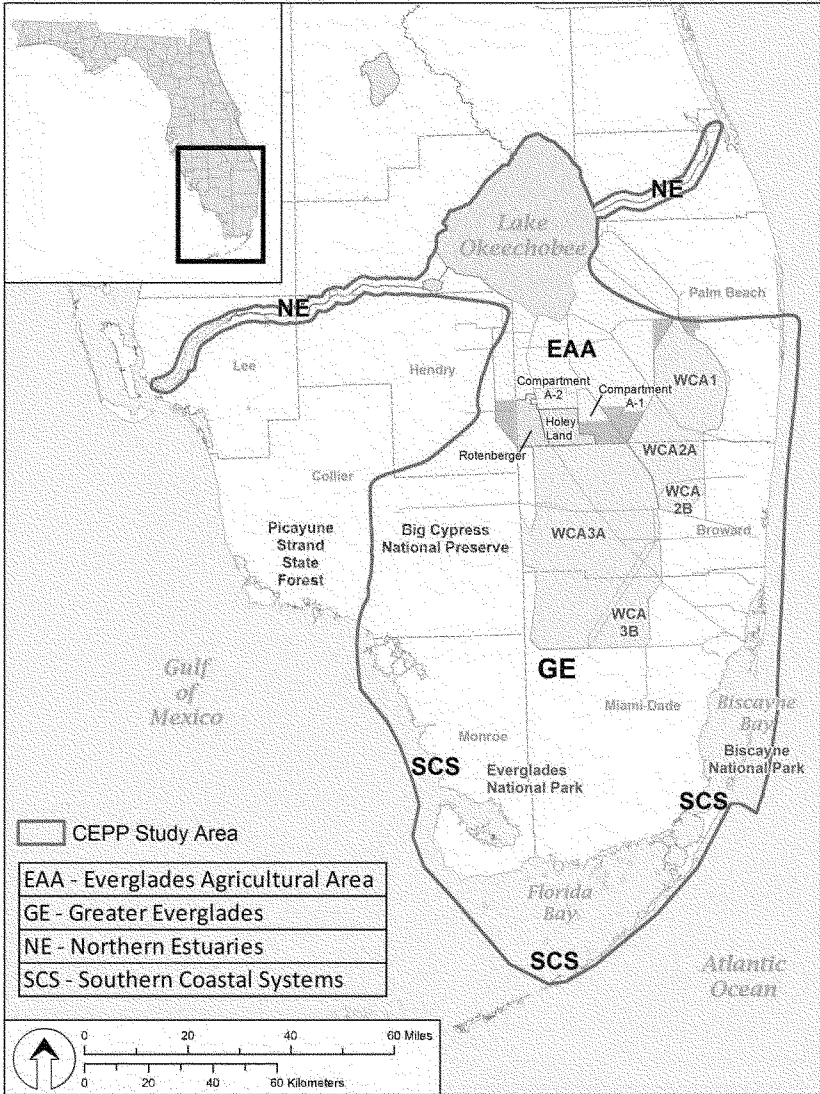 Lake
Okeechobee
NE
NE
Palm Beach
Lee
Hendry
EAA
WCA1
Compartment
A-2
Compartment
A-1
Holey
Land
Rotenberger
WCA2A
WCA
2B
Collier
Picayune
Strand
State
Forest
Big Cypress
National Preserve
WCA3A
Broward
WCA
3B
GE
Gulf
of
Mexico
Miami-Dade
Biscayne
Bay
Biscayne
National Park
Monroe
SCS
Everglades
National Park
SCS
CEPP Study Area
EAA - Everglades Agricultural Area
GE - Greater Everglades
NE - Northern Estuaries
SCS - Southern Coastal Systems
Florida
Bay
SCS
Atlantic
Ocean
0 20 40 60 Miles
0 20 40 60 Kilometers